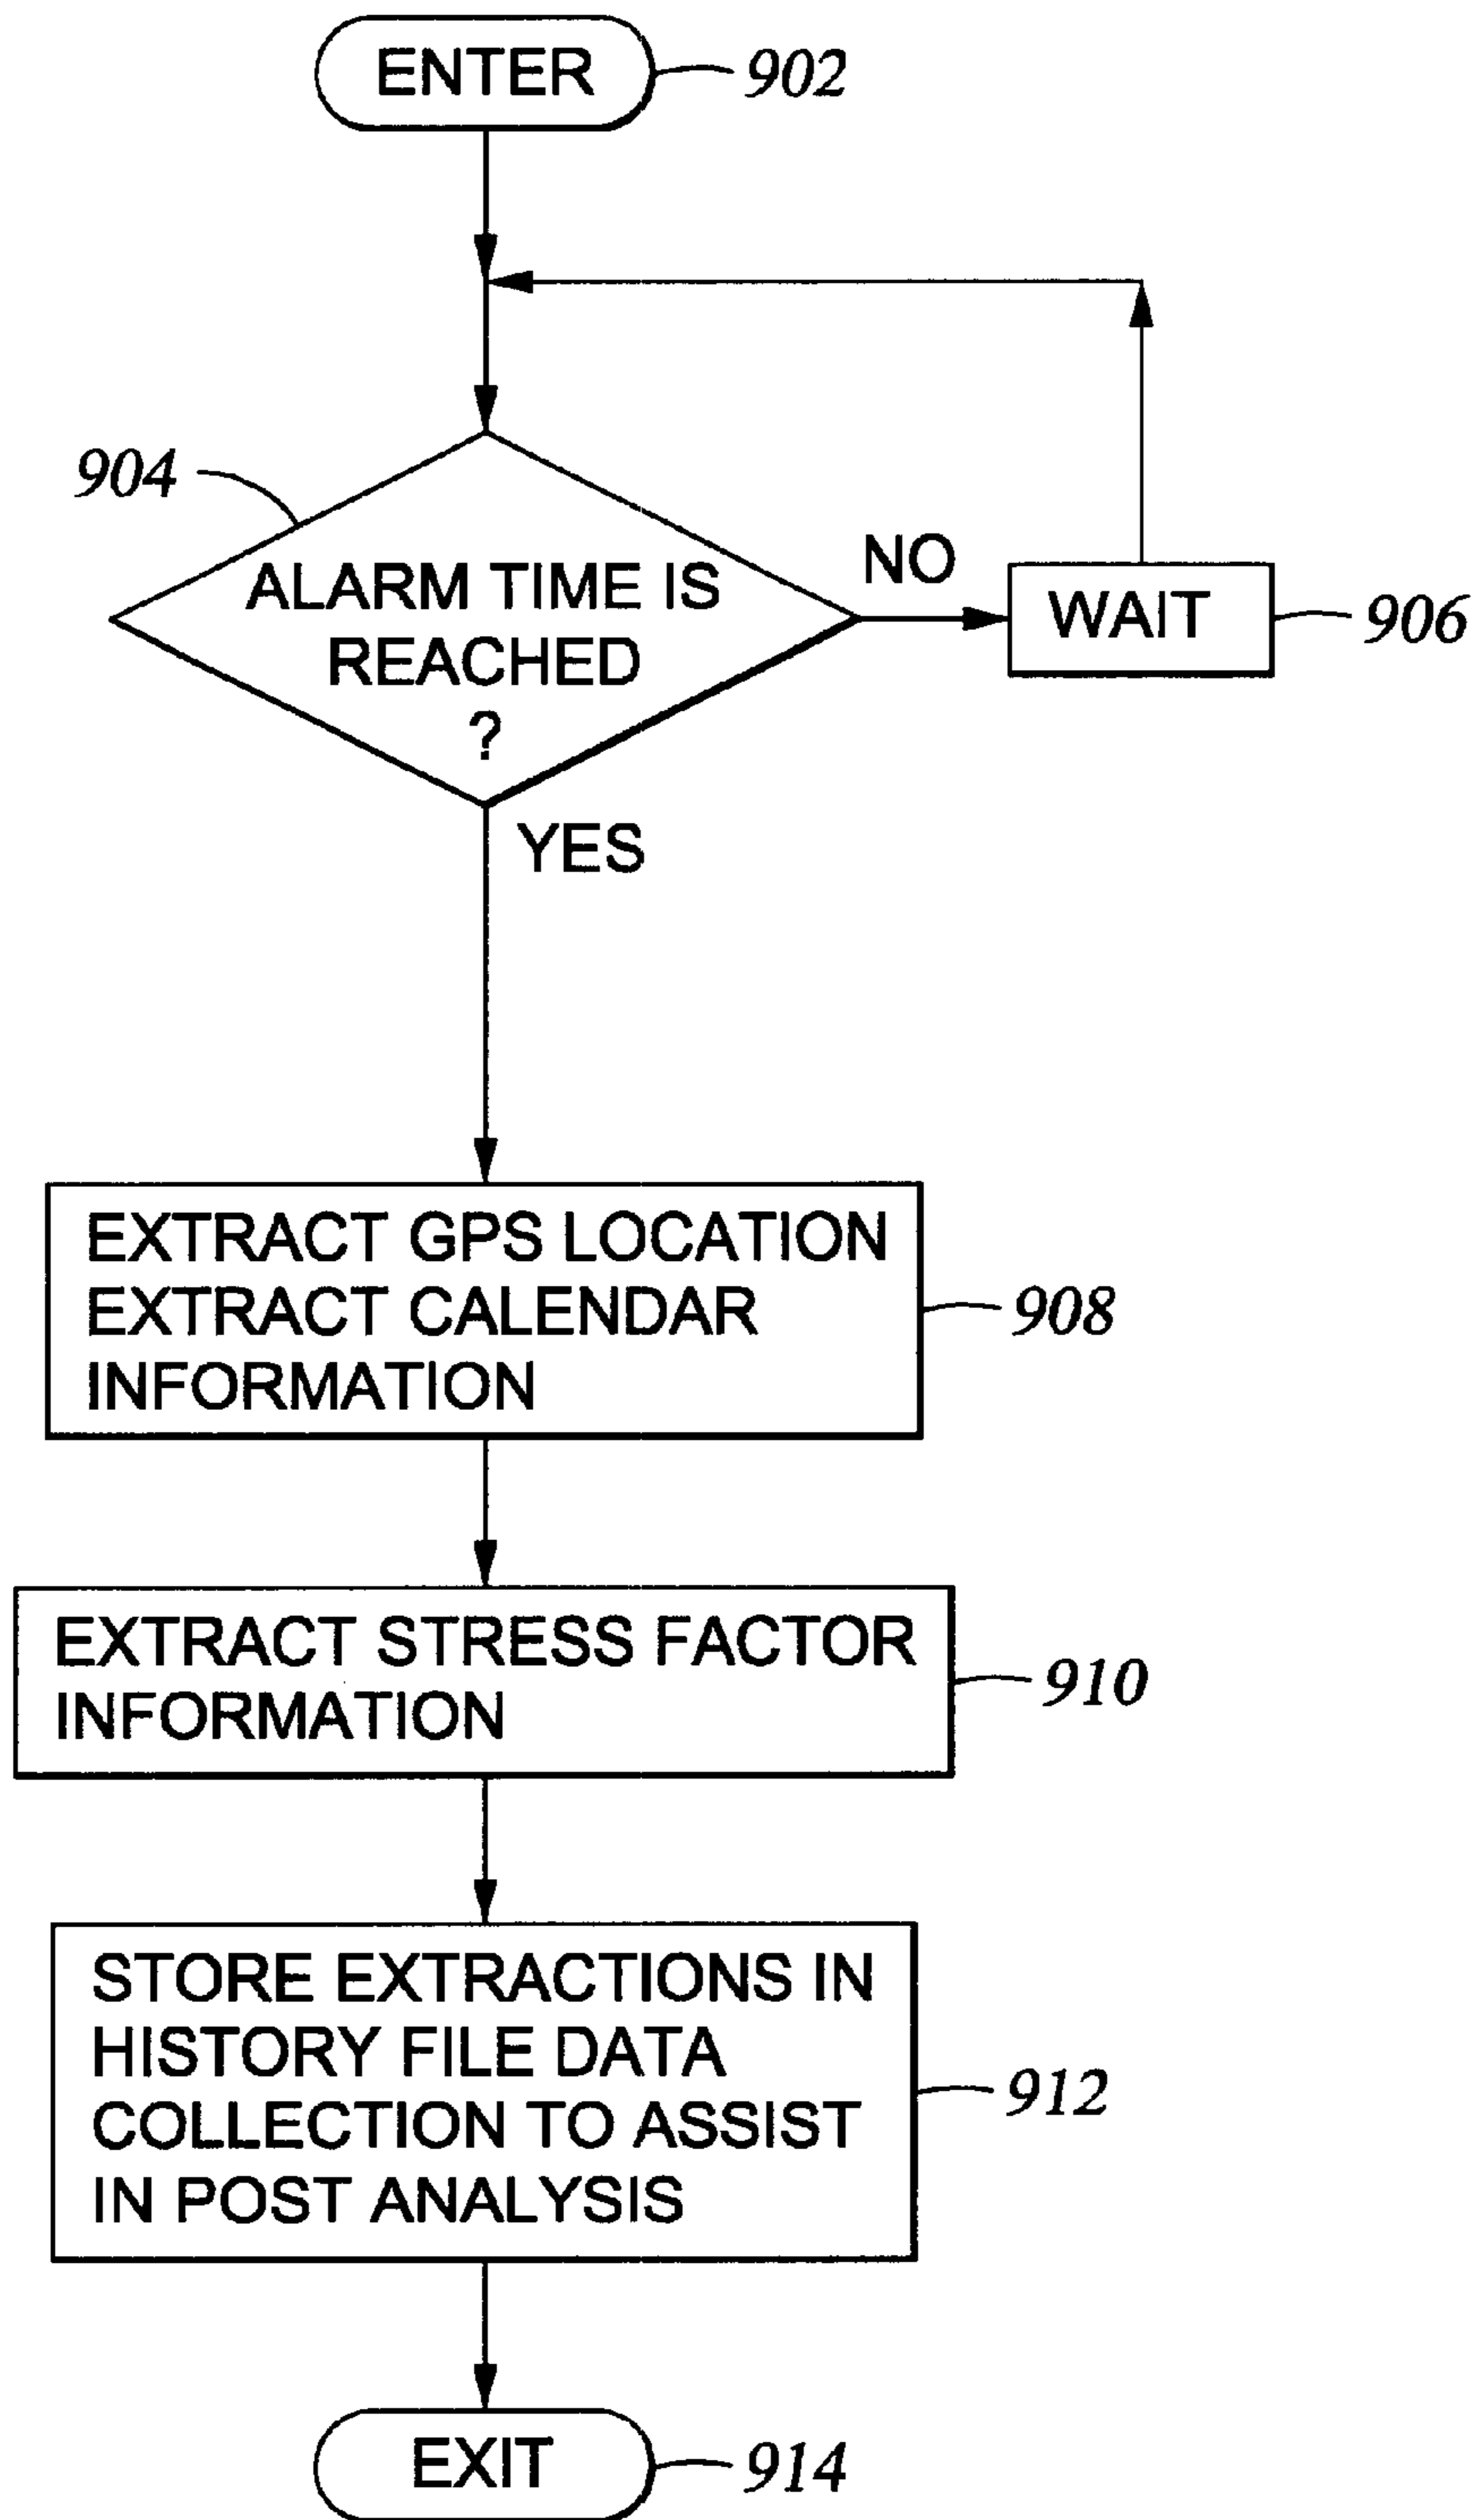 ENTER
902
904
ALARM TIME IS
REACHED
?
NO
WAIT
906
YES
EXTRACT GPS LOCATION
EXTRACT CALENDAR
INFORMATION
908
EXTRACT STRESS FACTOR
INFORMATION
910
STORE EXTRACTIONS IN
HISTORY FILE DATA
COLLECTION TO ASSIST
IN POST ANALYSIS
912
EXIT
914